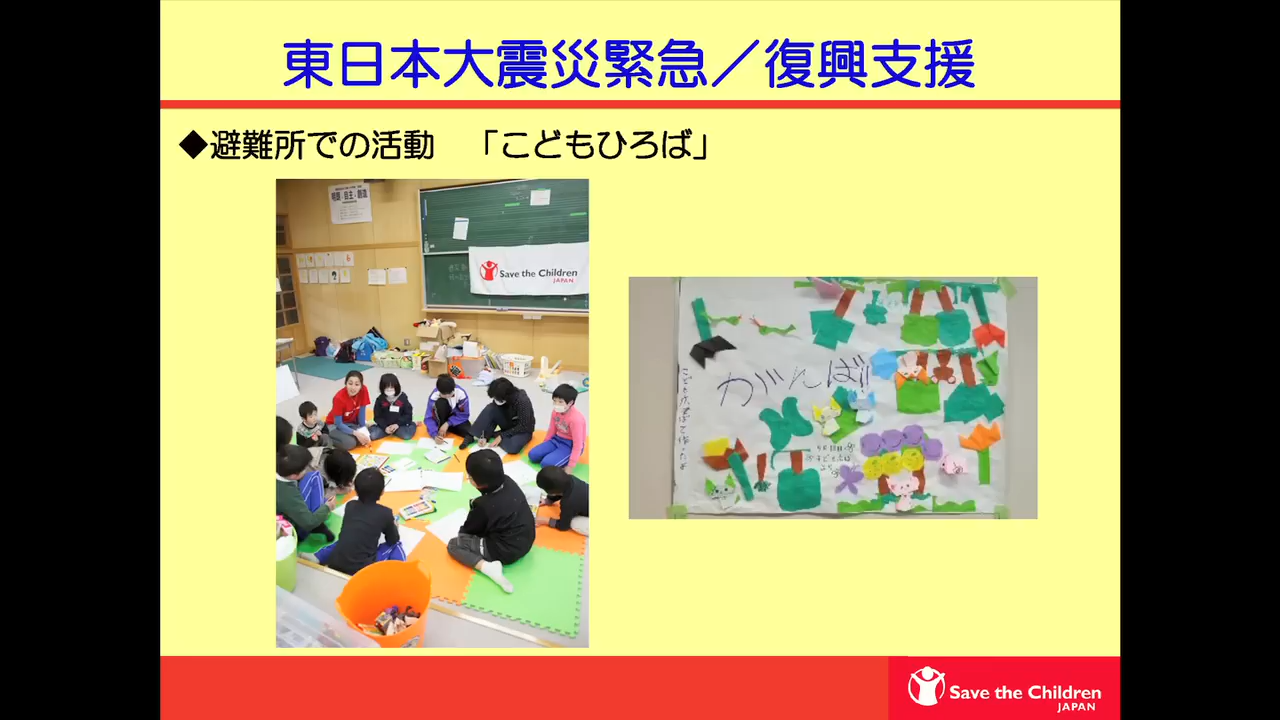 東日本大震災緊急／復興支援
◆避難所での活動　「こどもひろば」
Save the Children
JAPAN
がんば!!
Save the Children
JAPAN